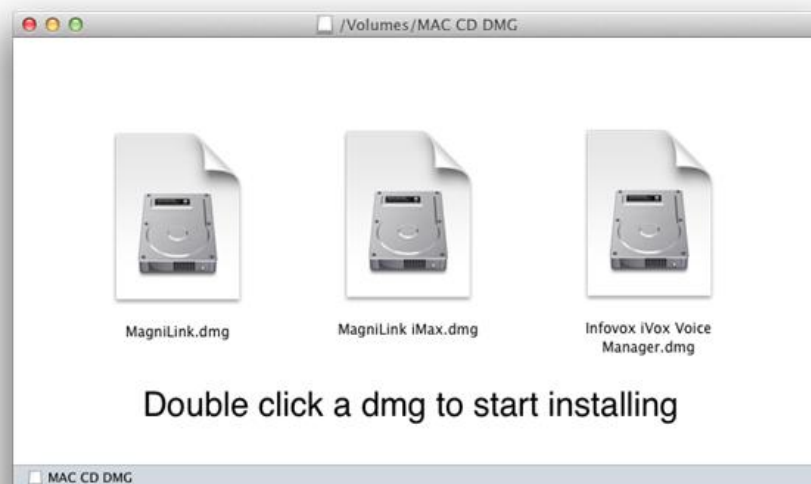 /Volumes/MAC CD DMG
MagniLink.dmg
MagniLink iMax.dmg
Infovox iVox Voice
Manager.dmg
Double click a dmg to start installing
MAC CD DMG